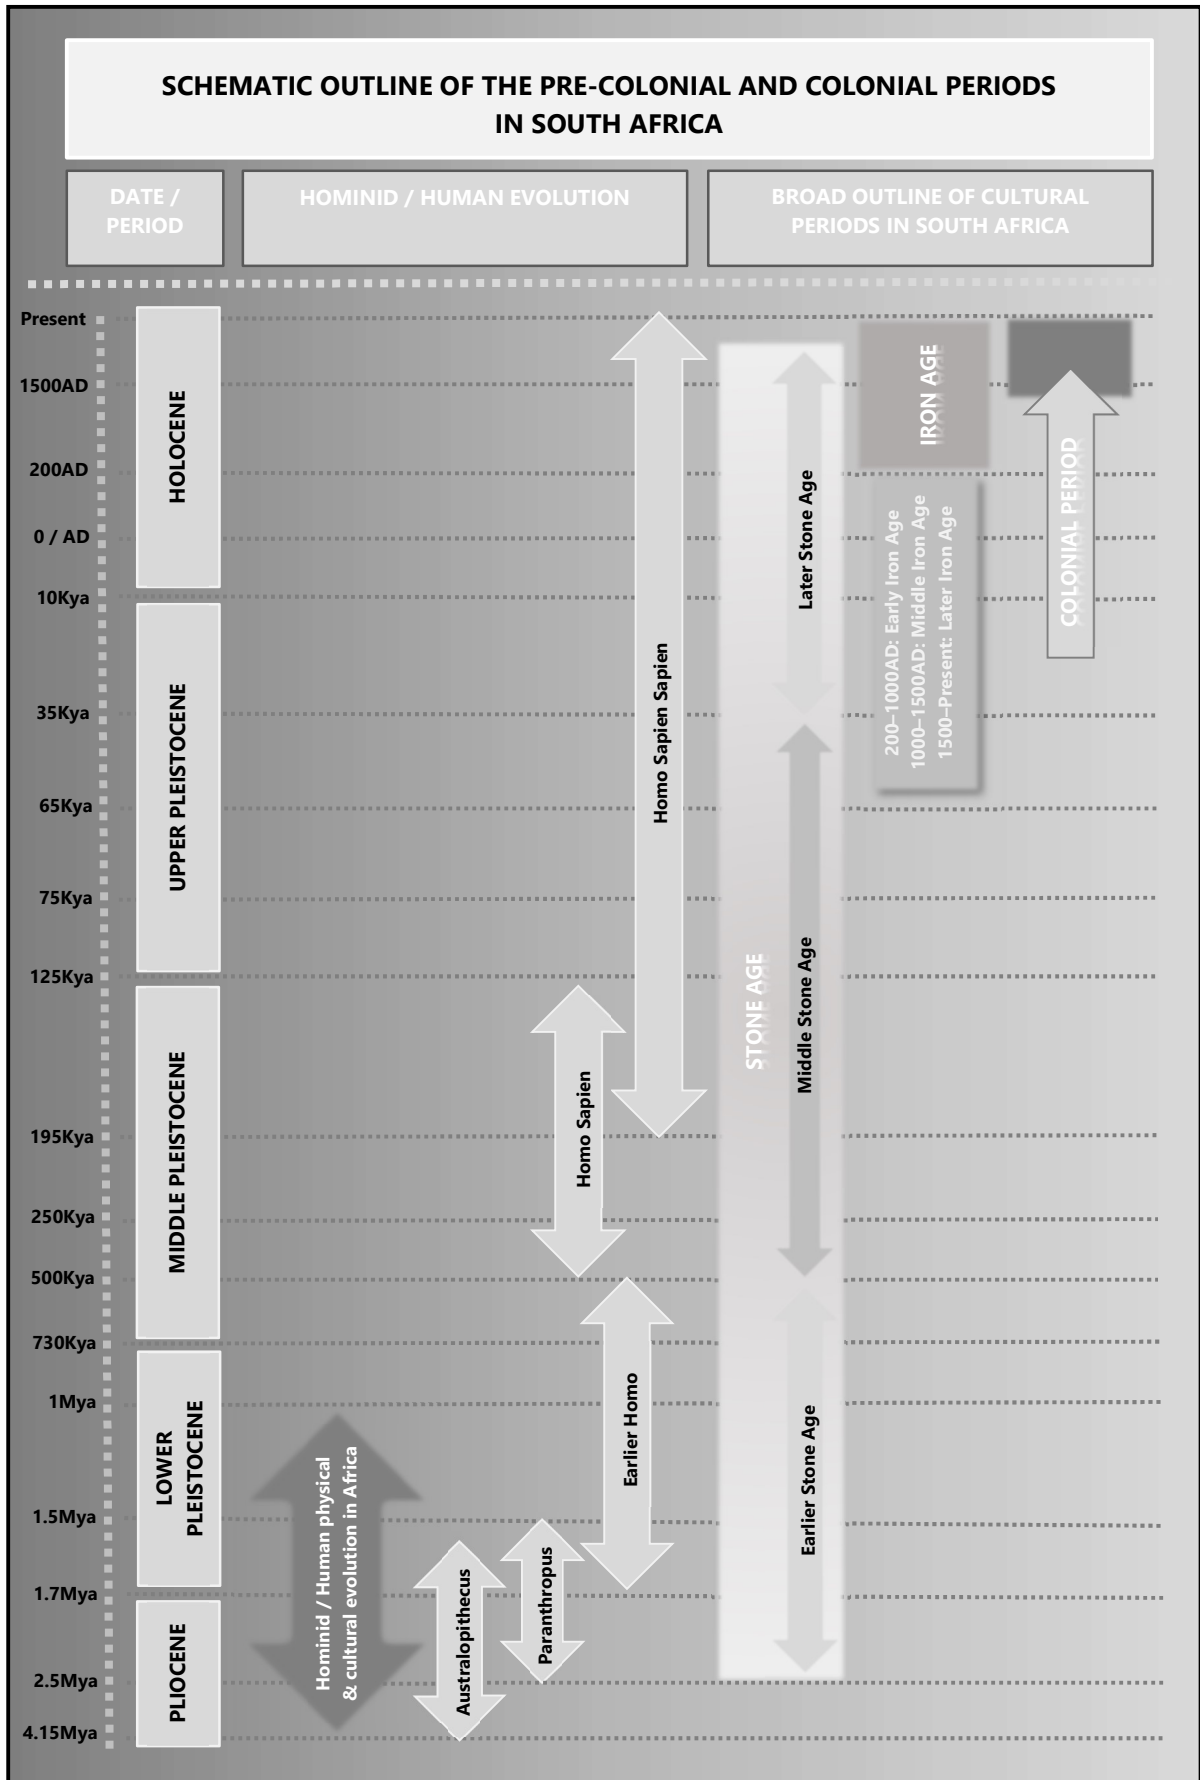 SCHEMATIC OUTLINE OF THE PRE-COLONIAL AND COLONIAL PERIODS
IN SOUTH AFRICA
DATE /
PERIOD
HOMINID / HUMAN EVOLUTION
BROAD OUTLINE OF CULTURAL
PERIODS IN SOUTH AFRICA
Present
1500AD
200AD
0 / AD
10Kya
35Kya
65Kya
75Kya
125Kya
195Kya
250Kya
500Kya
730Kya
1Mya
1.5Mya
1.7Mya
2.5Mya
4.15Mya
HOLOCENE
UPPER PLEISTOCENE
MIDDLE PLEISTOCENE
LOWER
PLEISTOCENE
PLIOCENE
Hominid / Human physical
& cultural evolution in Africa
Australopithecus
Paranthropus
Earlier Homo
Homo Sapien
Homo Sapien Sapien
STONE AGE
Later Stone Age
Middle Stone Age
Earlier Stone Age
IRON AGE
200–1000AD: Early Iron Age
1000–1500AD: Middle Iron Age
1500–Present: Later Iron Age
COLONIAL PERIOD